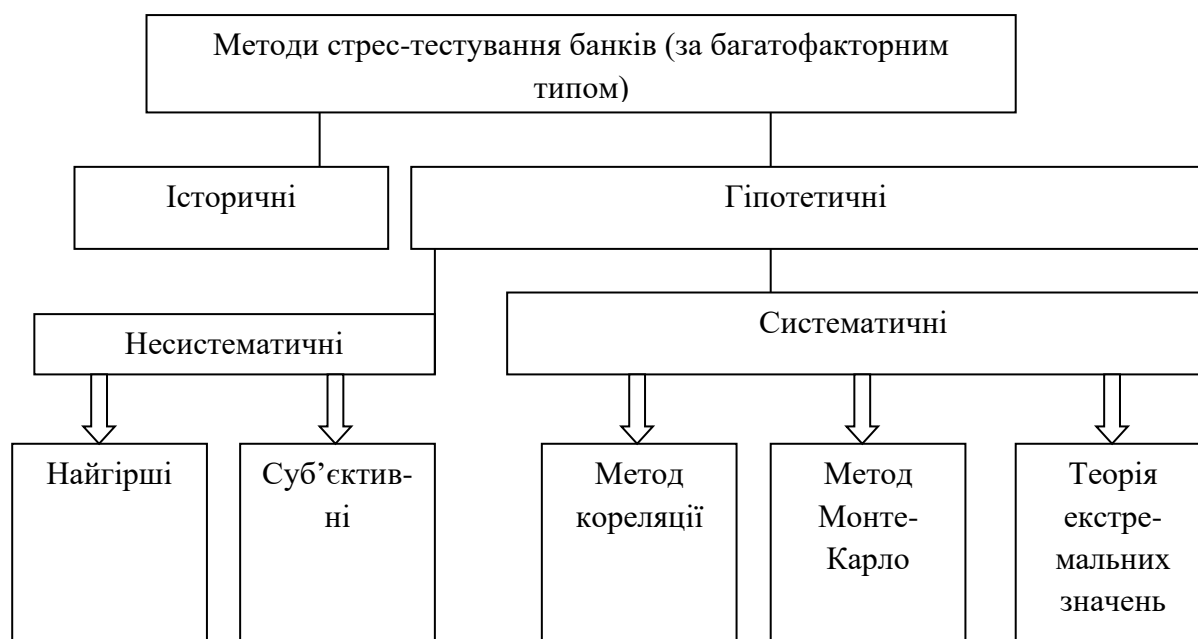 Методи стрес-тестування банків (за багатофакторним
типом)
Історичні
Гіпотетичні
Несистематичні
Систематичні
Найгірші
Суб’єктив-
ні
Метод
кореляції
Метод
Монте-
Карло
Теорія
екстре-
мальних
значень